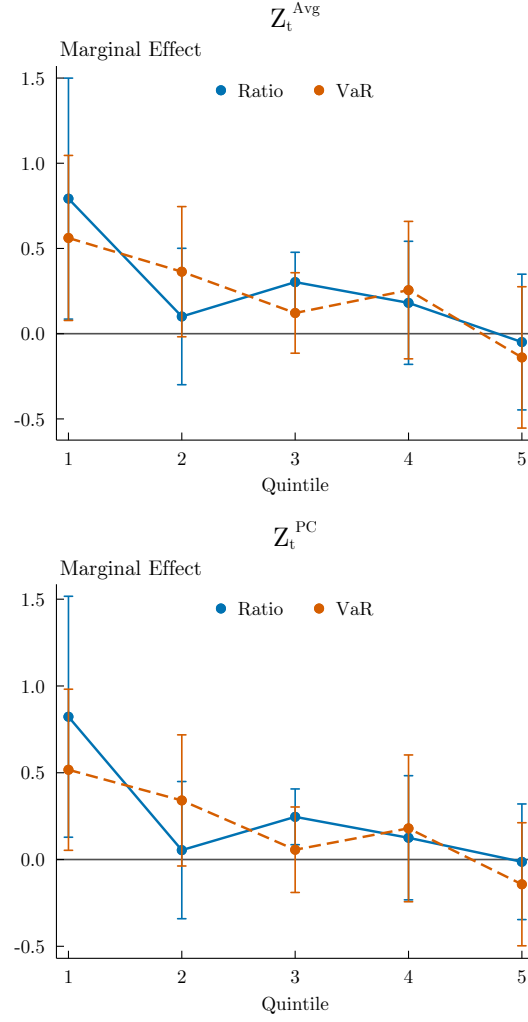 Z_t^Avg
Marginal Effect
Ratio VaR
1.5
1.0
0.5
0.0
-0.5
1 2 3 4 5
Quintile
Z_t^PC
Marginal Effect
Ratio VaR
1.5
1.0
0.5
0.0
-0.5
1 2 3 4 5
Quintile